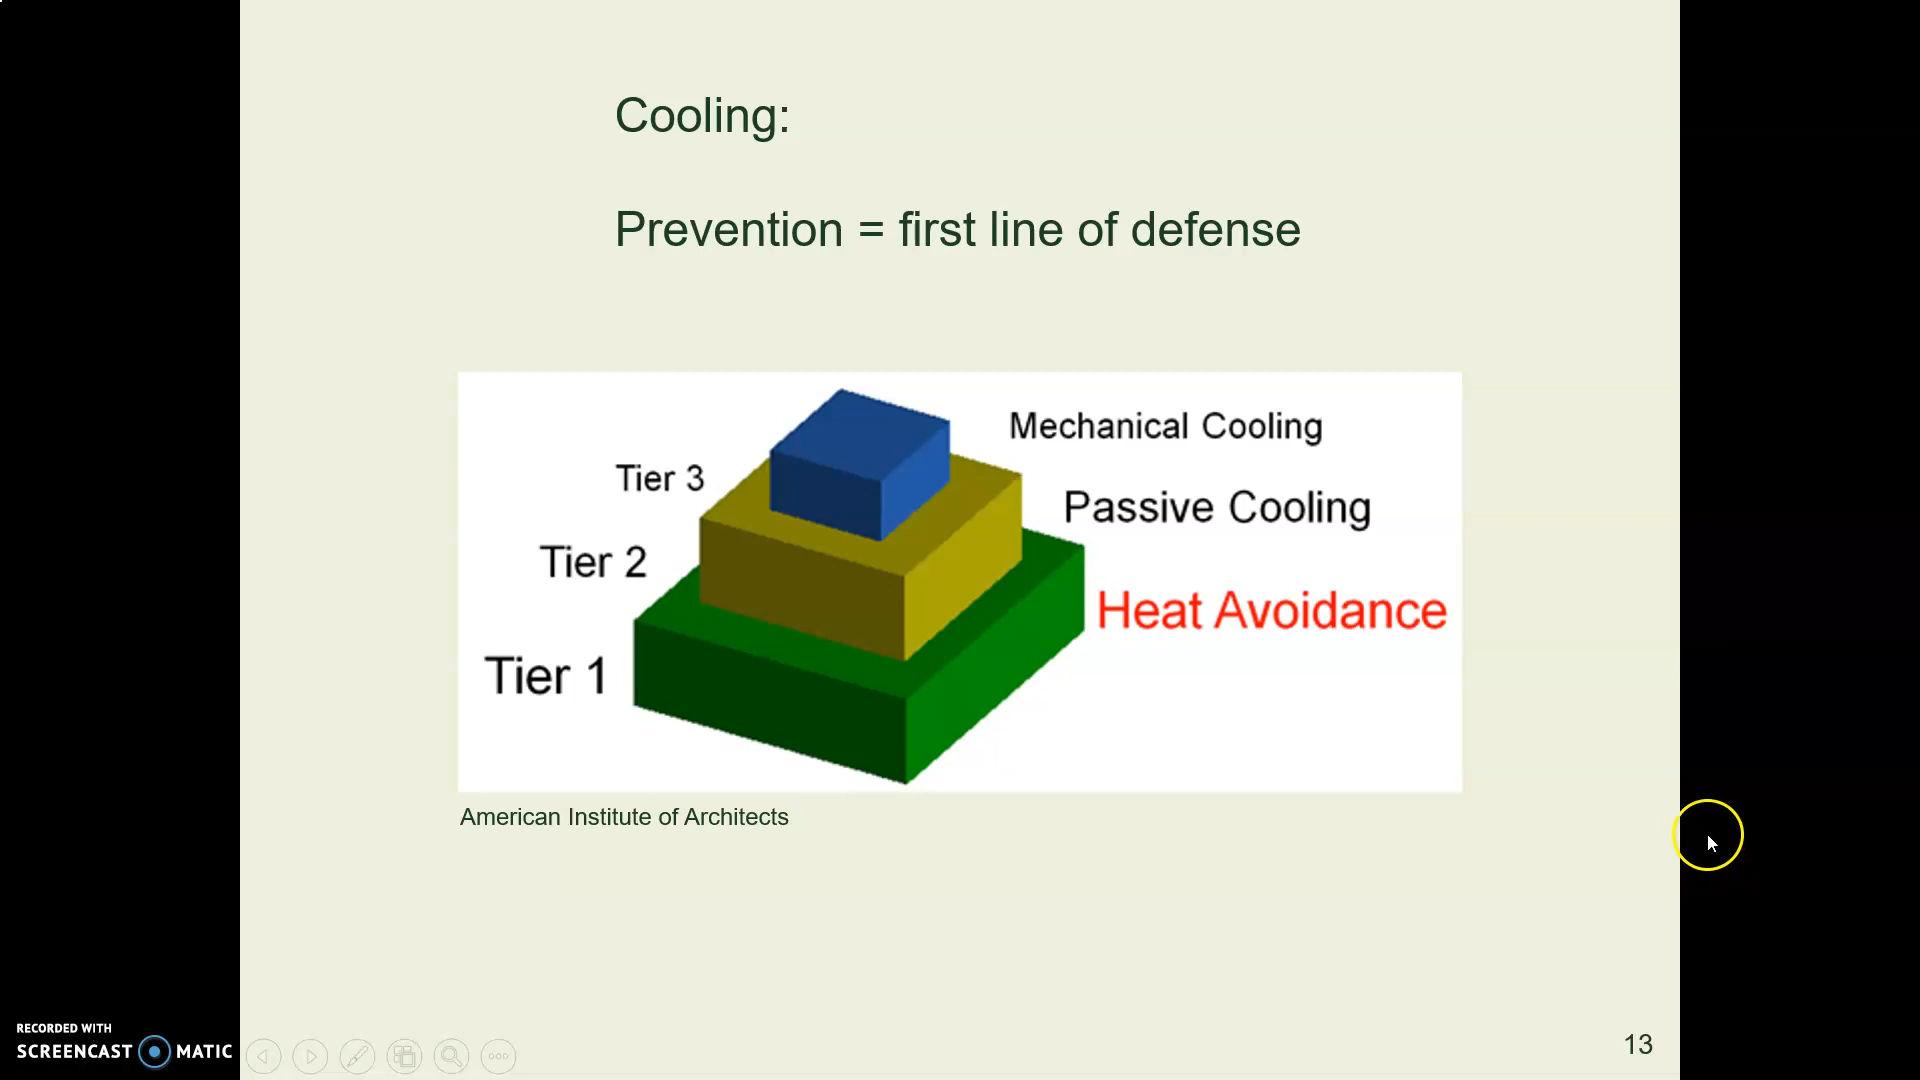 Cooling:
Prevention = first line of defense
Mechanical Cooling
Tier 3
Passive Cooling
Tier 2
Heat Avoidance
Tier 1
American Institute of Architects
13
RECORDED WITH
SCREENCAST MATIC